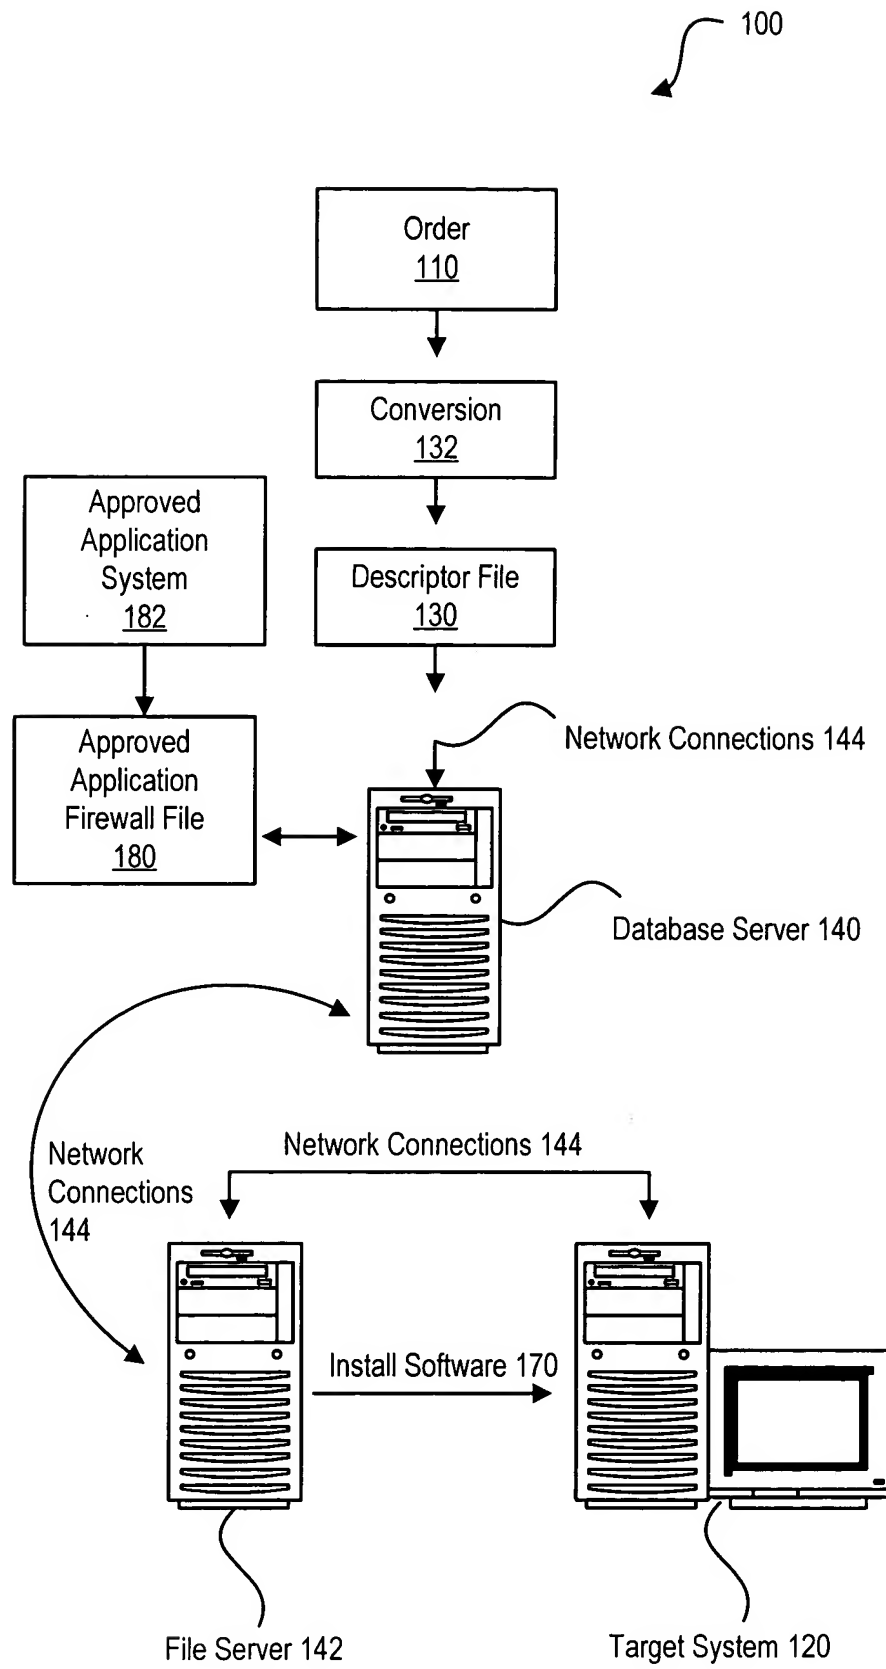 100
Order
110
Conversion
132
Approved
Application
System
182
Descriptor File
130
Approved
Application
Firewall File
180
Network Connections 144
Database Server 140
Network Connections 144
Network
Connections
144
Install Software 170
File Server 142
Target System 120